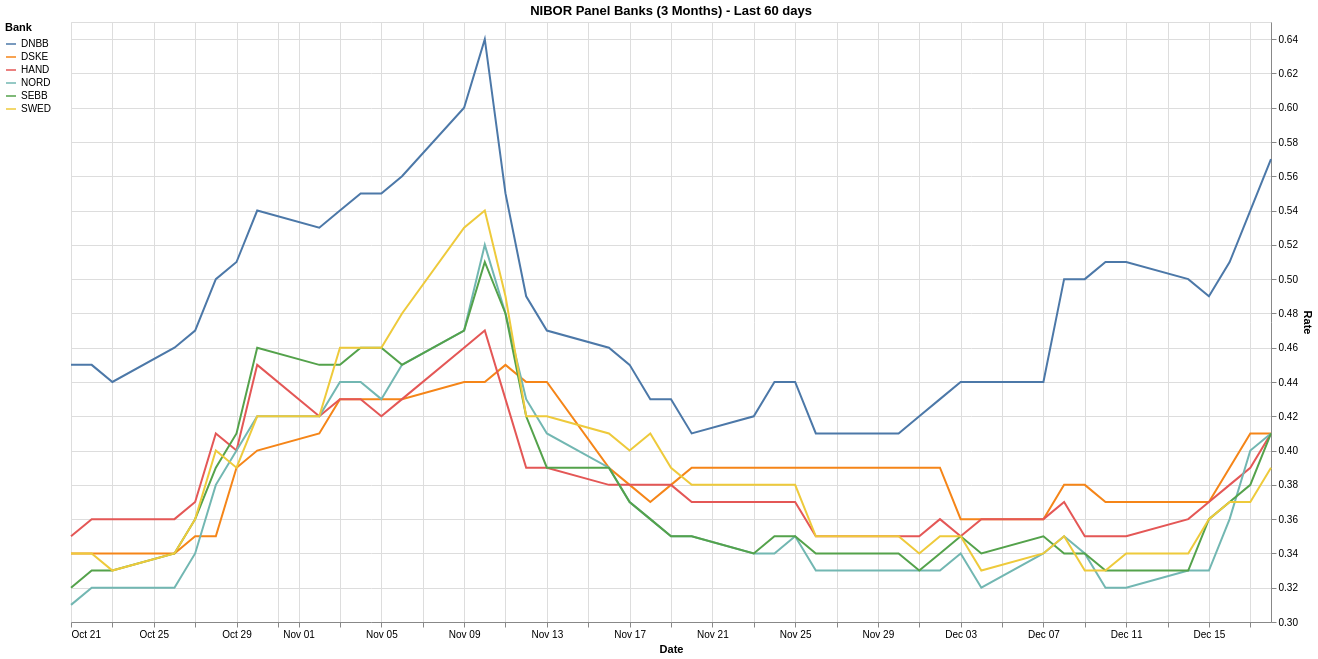 NIBOR Panel Banks (3 Months) - Last 60 days
Bank
DNBB
DSKE
HAND
NORD
SEBB
SWED
0.64
0.62
0.60
0.58
0.56
0.54
0.52
0.50
0.48
0.46
0.44
0.42
0.40
0.38
0.36
0.34
0.32
0.30
Rate
Oct 21 Oct 25 Oct 29 Nov 01 Nov 05 Nov 09 Nov 13 Nov 17 Nov 21 Nov 25 Nov 29 Dec 03 Dec 07 Dec 11 Dec 15
Date